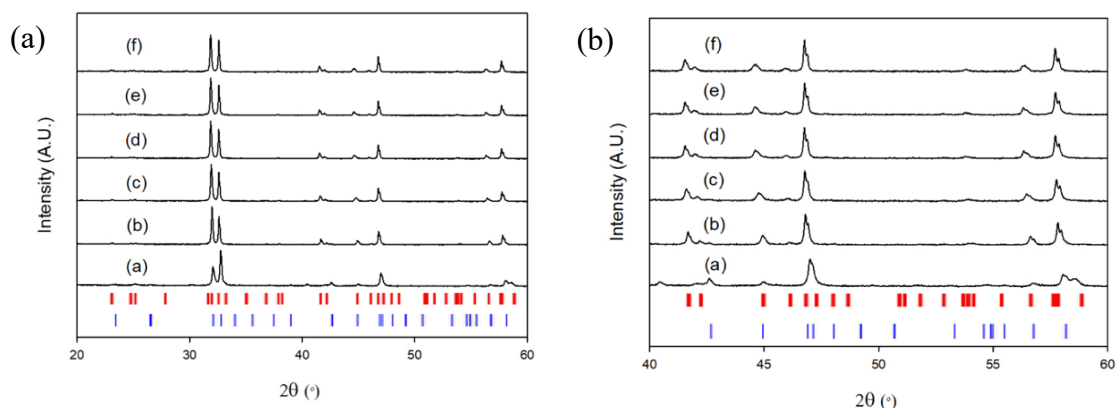 (a)
(f)
(e)
(d)
(c)
(b)
(a)
Intensity (A.U.)
20 30 40 50 60
2θ (°)
(b)
(f)
(e)
(d)
(c)
(b)
(a)
Intensity (A.U.)
40 45 50 55 60
2θ (°)